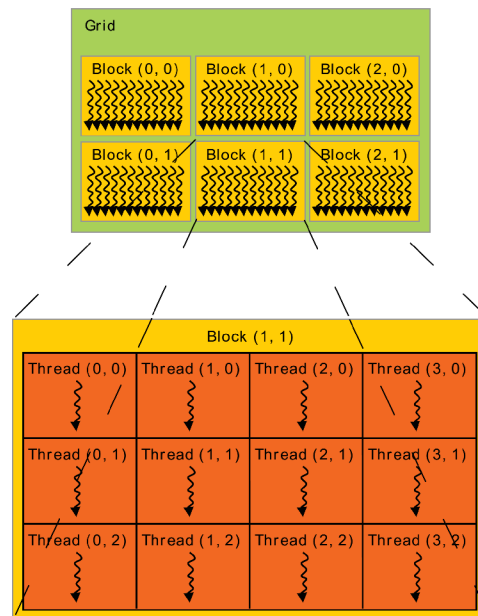 Grid
Block (0, 0) Block (1, 0) Block (2, 0)
Block (0, 1) Block (1, 1) Block (2, 1)
Block (1, 1)
Thread (0, 0) Thread (1, 0) Thread (2, 0) Thread (3, 0)
Thread (0, 1) Thread (1, 1) Thread (2, 1) Thread (3, 1)
Thread (0, 2) Thread (1, 2) Thread (2, 2) Thread (3, 2)